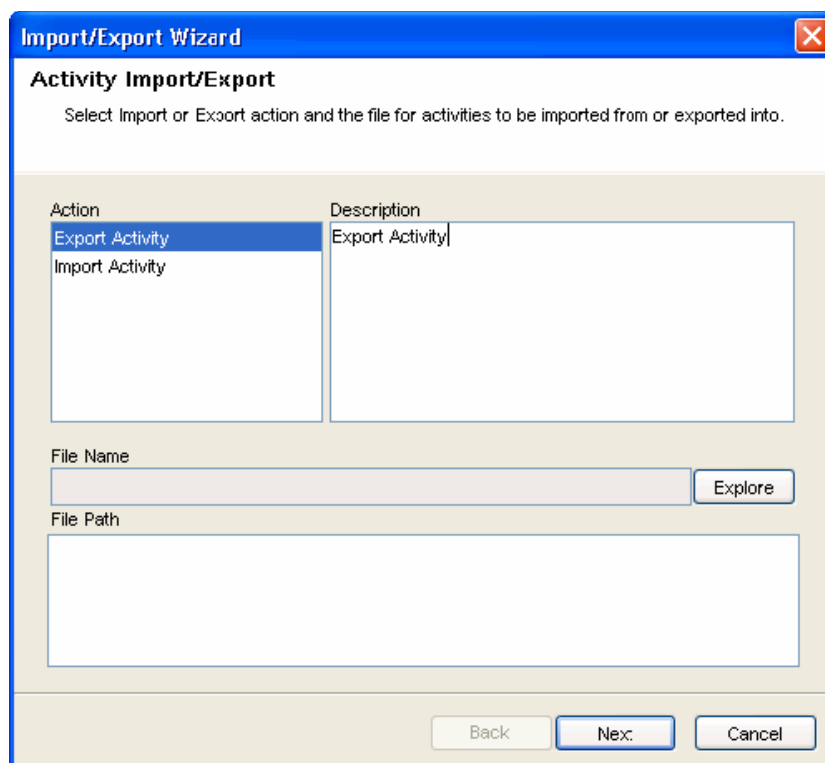 Import/Export Wizard
Activity Import/Export
Select Import or Export action and the file for activities to be imported from or exported into.
Action
Description
Export Activity
Export Activity
Import Activity
File Name
Explore
File Path
Back
Next
Cancel